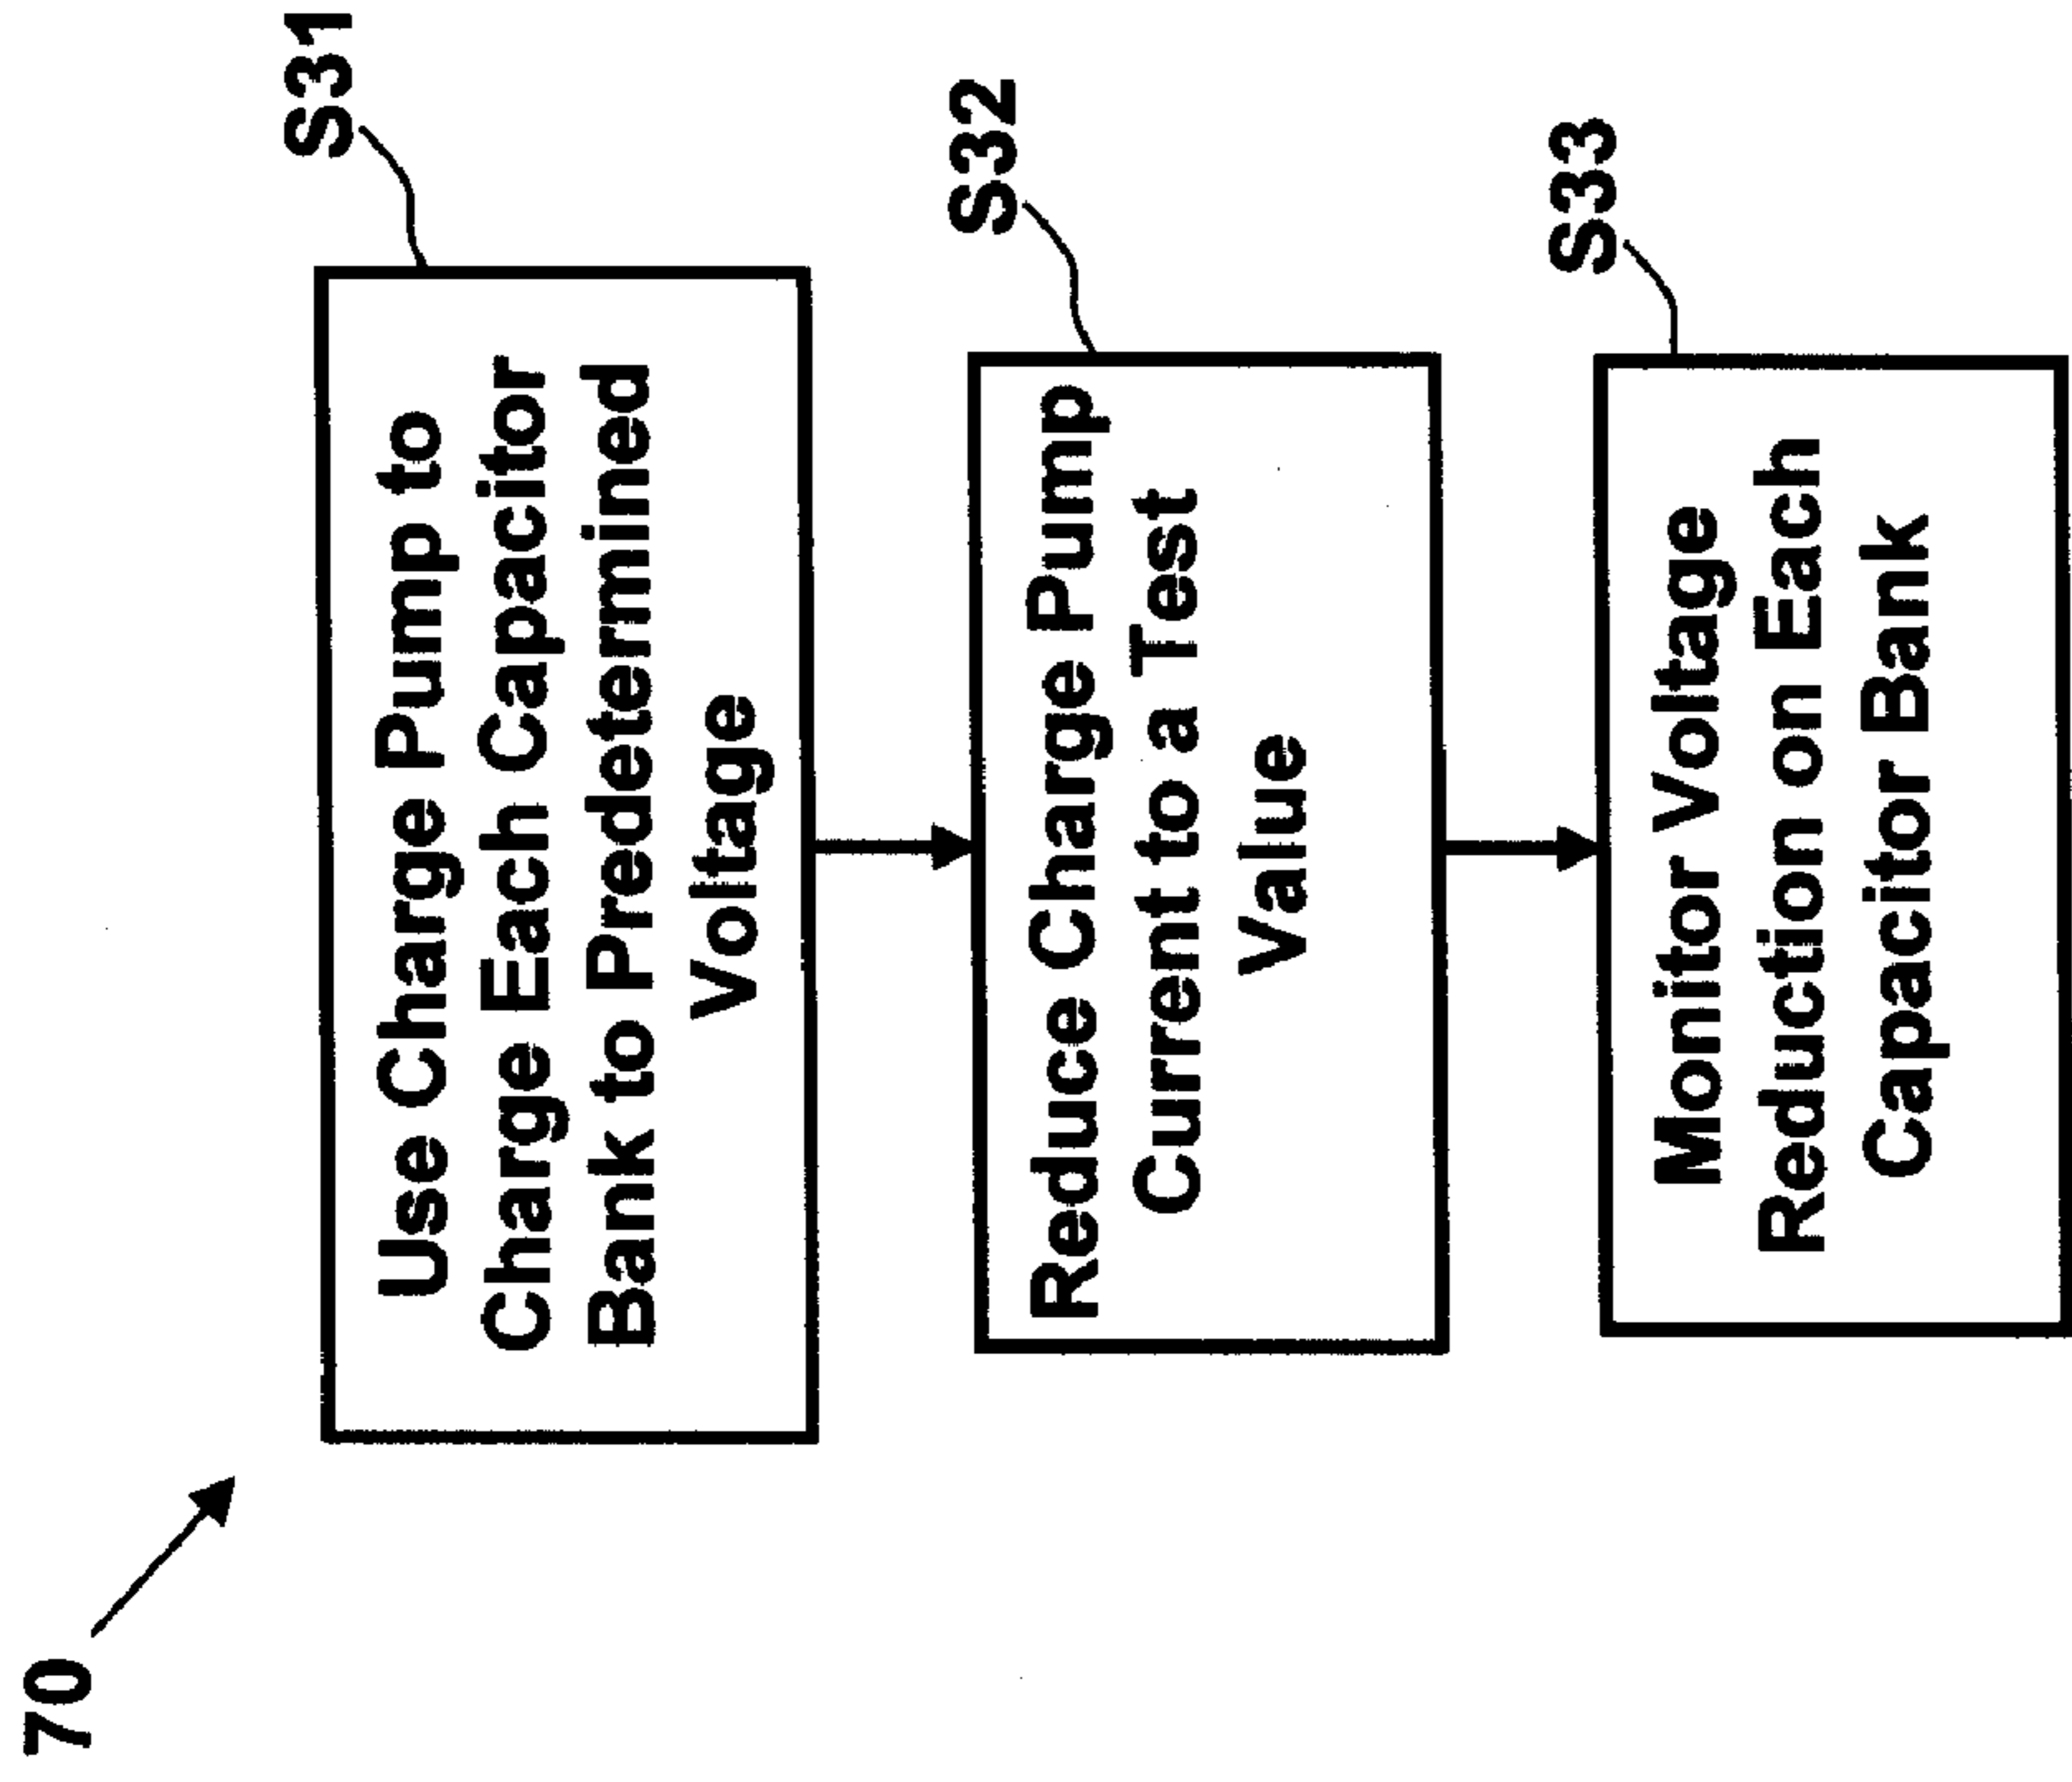 70
S31
Use Charge Pump to
Charge Each Capacitor
Bank to Predetermined
Voltage
S32
Reduce Charge Pump
Current to a Test
Value
S33
Monitor Voltage
Reduction on Each
Capacitor Bank